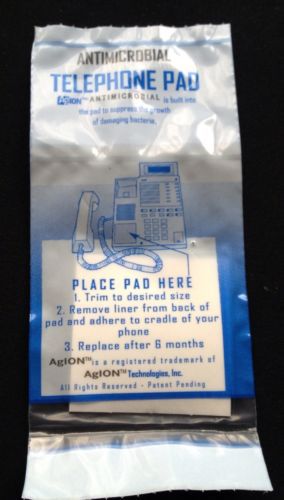 ANTIMICROBIAL
TELEPHONE PAD
AgION™ ANTIMICROBIAL is built into
the pad to suppress the growth
of damaging bacteria.
PLACE PAD HERE
1. Trim to desired size
2. Remove liner from back of
pad and adhere to cradle of your
phone
3. Replace after 6 months
AgION™ is a registered trademark of
AgION™ Technologies, Inc.
All Rights Reserved - Patent Pending